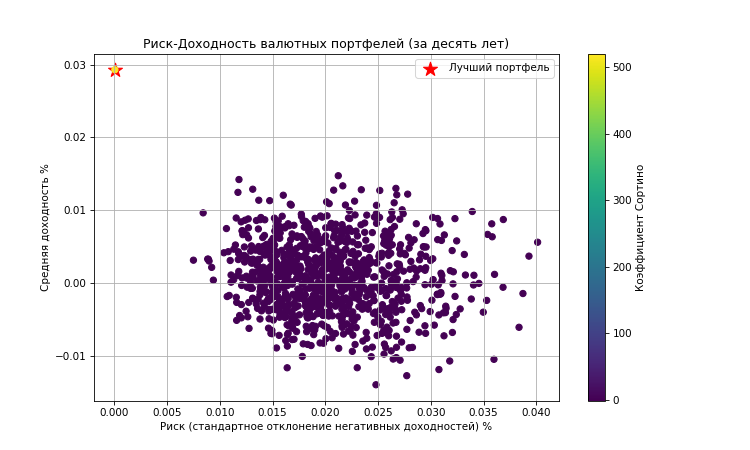 Риск-Доходность валютных портфелей (за десять лет)
Лучший портфель
Средняя доходность %
0.03
0.02
0.01
0.00
−0.01
0.000 0.005 0.010 0.015 0.020 0.025 0.030 0.035 0.040
Риск (стандартное отклонение негативных доходностей) %
500
400
300
200
100
0
Коэффициент Сортино